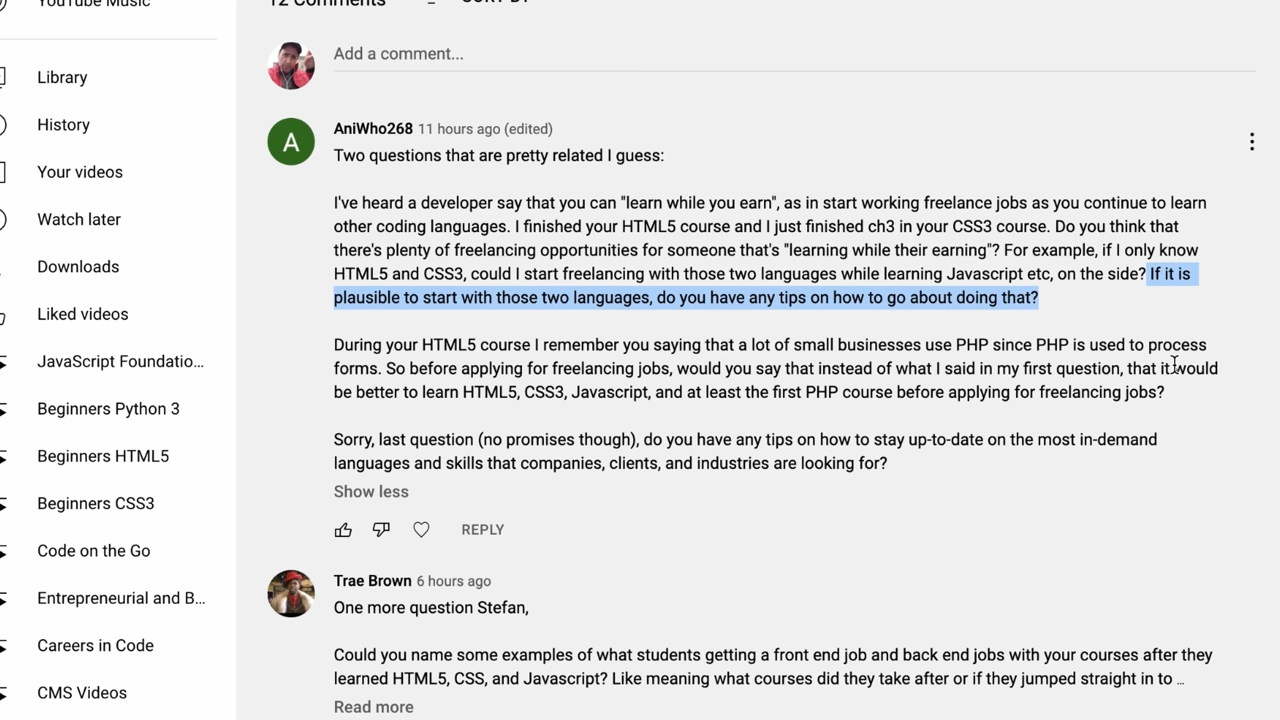 YouTube Music
Library
History
Your videos
Watch later
Downloads
Liked videos
JavaScript Foundatio...
Beginners Python 3
Beginners HTML5
Beginners CSS3
Code on the Go
Entrepreneurial and B...
Careers in Code
CMS Videos
12 Comments
SORT BY
Add a comment...
A
AniWho268 11 hours ago (edited)
Two questions that are pretty related I guess:
I've heard a developer say that you can "learn while you earn", as in start working freelance jobs as you continue to learn
other coding languages. I finished your HTML5 course and I just finished ch3 in your CSS3 course. Do you think that
there's plenty of freelancing opportunities for someone that's "learning while their earning"? For example, if I only know
HTML5 and CSS3, could I start freelancing with those two languages while learning Javascript etc, on the side? If it is
plausible to start with those two languages, do you have any tips on how to go about doing that?
During your HTML5 course I remember you saying that a lot of small businesses use PHP since PHP is used to process
forms. So before applying for freelancing jobs, would you say that instead of what I said in my first question, that it would
be better to learn HTML5, CSS3, Javascript, and at least the first PHP course before applying for freelancing jobs?
Sorry, last question (no promises though), do you have any tips on how to stay up-to-date on the most in-demand
languages and skills that companies, clients, and industries are looking for?
Show less
REPLY
Trae Brown 6 hours ago
One more question Stefan,
Could you name some examples of what students getting a front end job and back end jobs with your courses after they
learned HTML5, CSS, and Javascript? Like meaning what courses did they take after or if they jumped straight in to ...
Read more